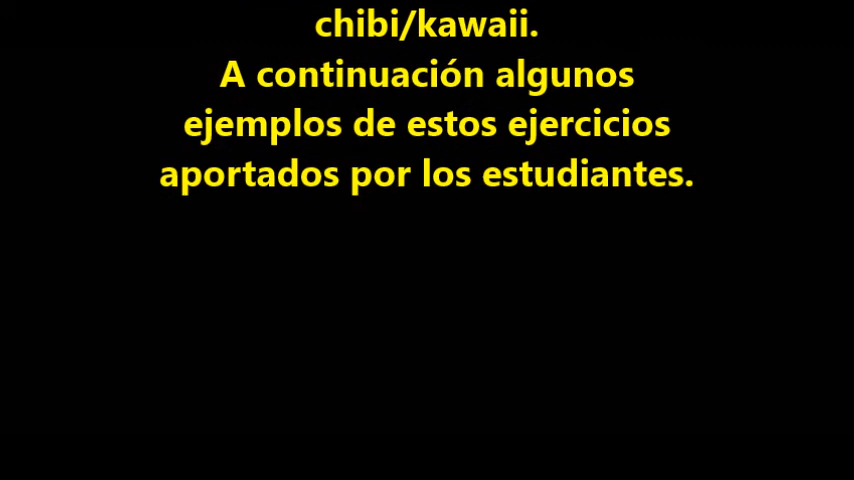 chibi/kawaii.
A continuación algunos
ejemplos de estos ejercicios
aportados por los estudiantes.